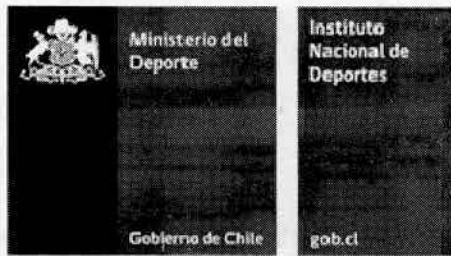 Ministerio del
Deporte
Gobierno de Chile
Instituto
Nacional de
Deportes
gob.cl